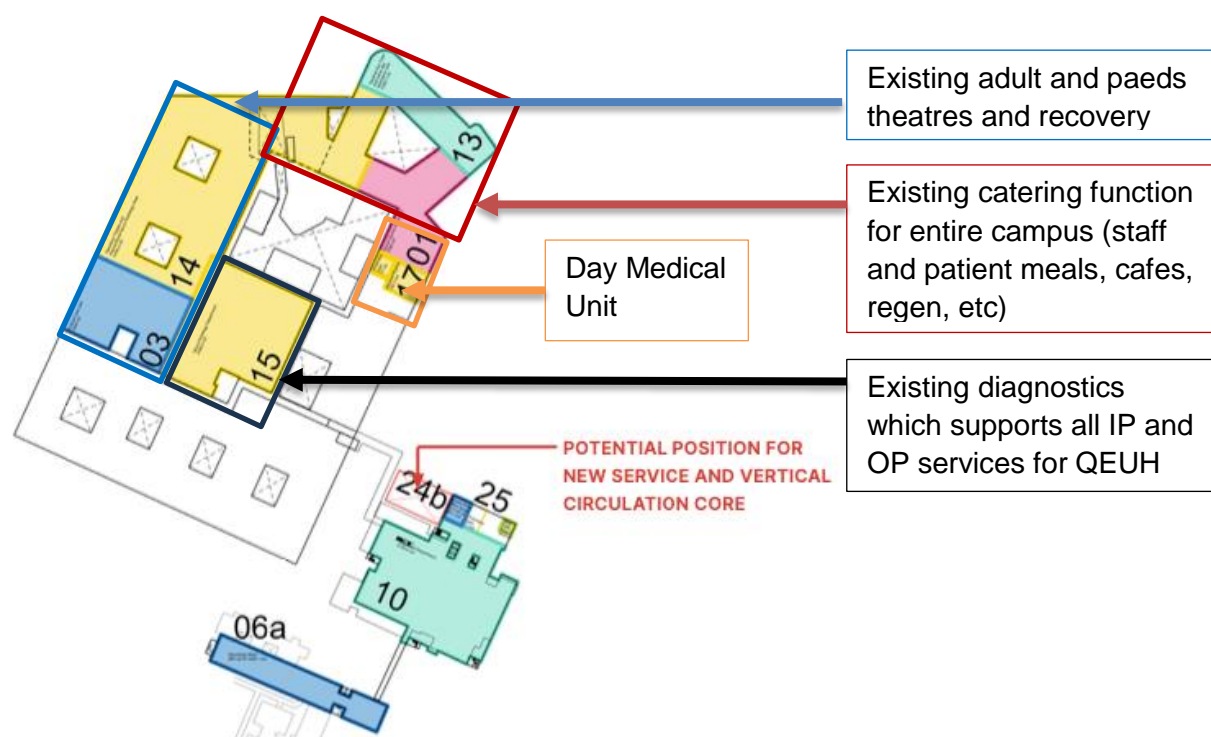 Existing adult and paeds
theatres and recovery
13
Existing catering function
for entire campus (staff
and patient meals, cafes,
regen, etc)
01
Day Medical
Unit
17
14
03
15
Existing diagnostics
which supports all IP and
OP services for QEUH
POTENTIAL POSITION FOR
NEW SERVICE AND VERTICAL
CIRCULATION CORE
24b
25
10
06a